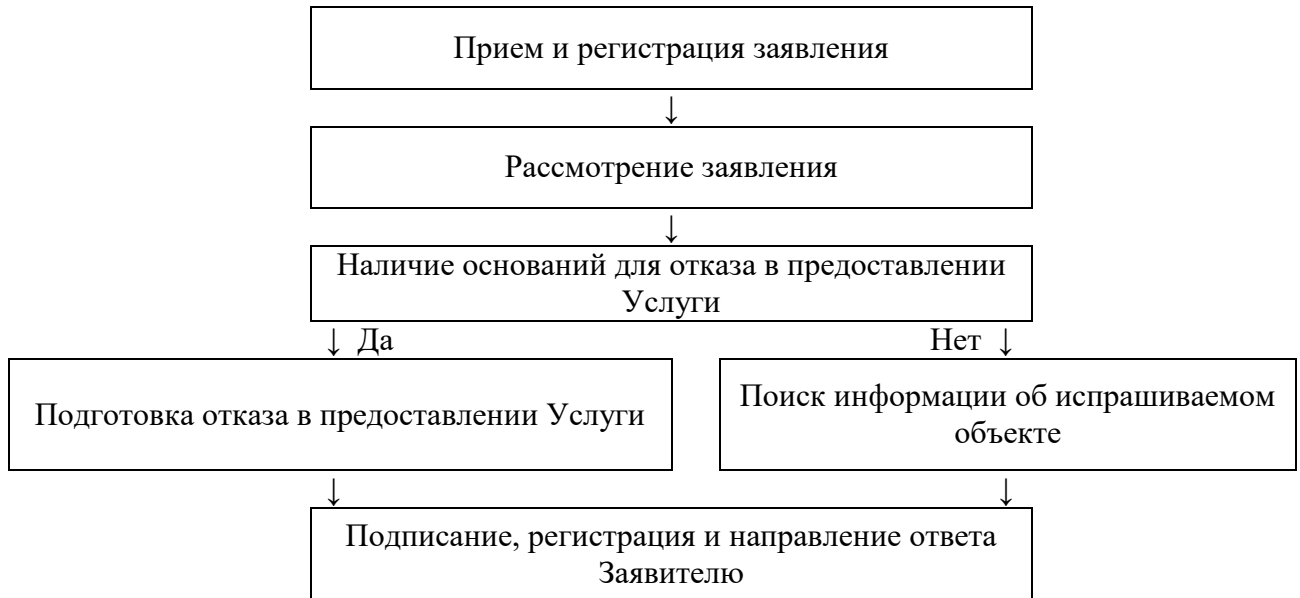 Прием и регистрация заявления
↓
Рассмотрение заявления
↓
Наличие оснований для отказа в предоставлении
Услуги
↓ Да
Нет ↓
Подготовка отказа в предоставлении Услуги
Поиск информации об испрашиваемом
объекте
↓
↓
Подписание, регистрация и направление ответа
Заявителю